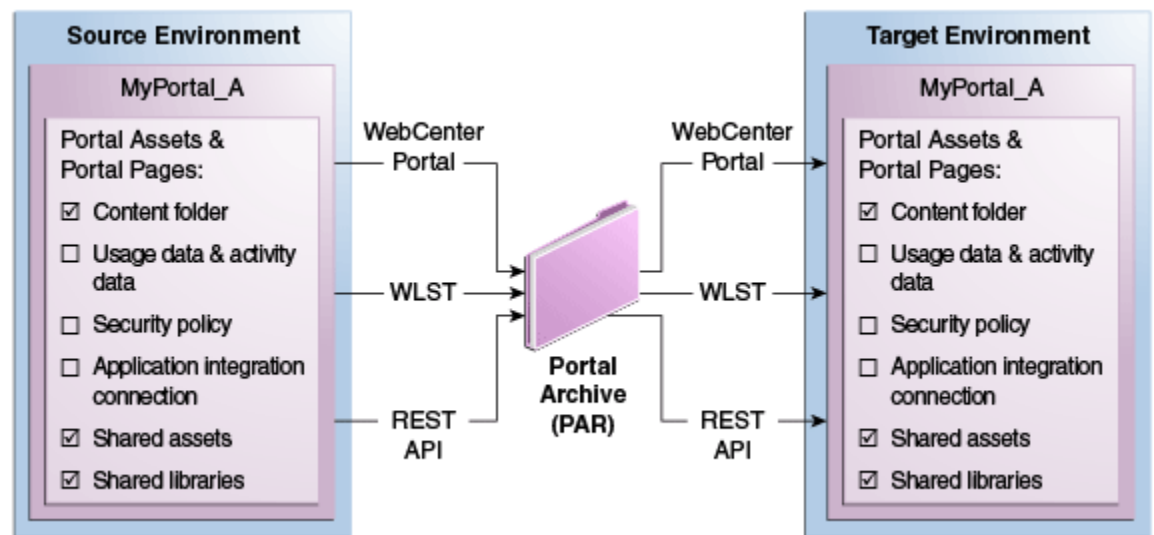 Source Environment
MyPortal_A
Portal Assets &
Portal Pages:
☑ Content folder
☐ Usage data & activity
data
☐ Security policy
☐ Application integration
connection
☑ Shared assets
☑ Shared libraries
WebCenter
Portal
WLST
REST
API
Portal
Archive
(PAR)
WebCenter
Portal
WLST
REST
API
Target Environment
MyPortal_A
Portal Assets &
Portal Pages:
☑ Content folder
☐ Usage data & activity
data
☐ Security policy
☐ Application integration
connection
☑ Shared assets
☑ Shared libraries